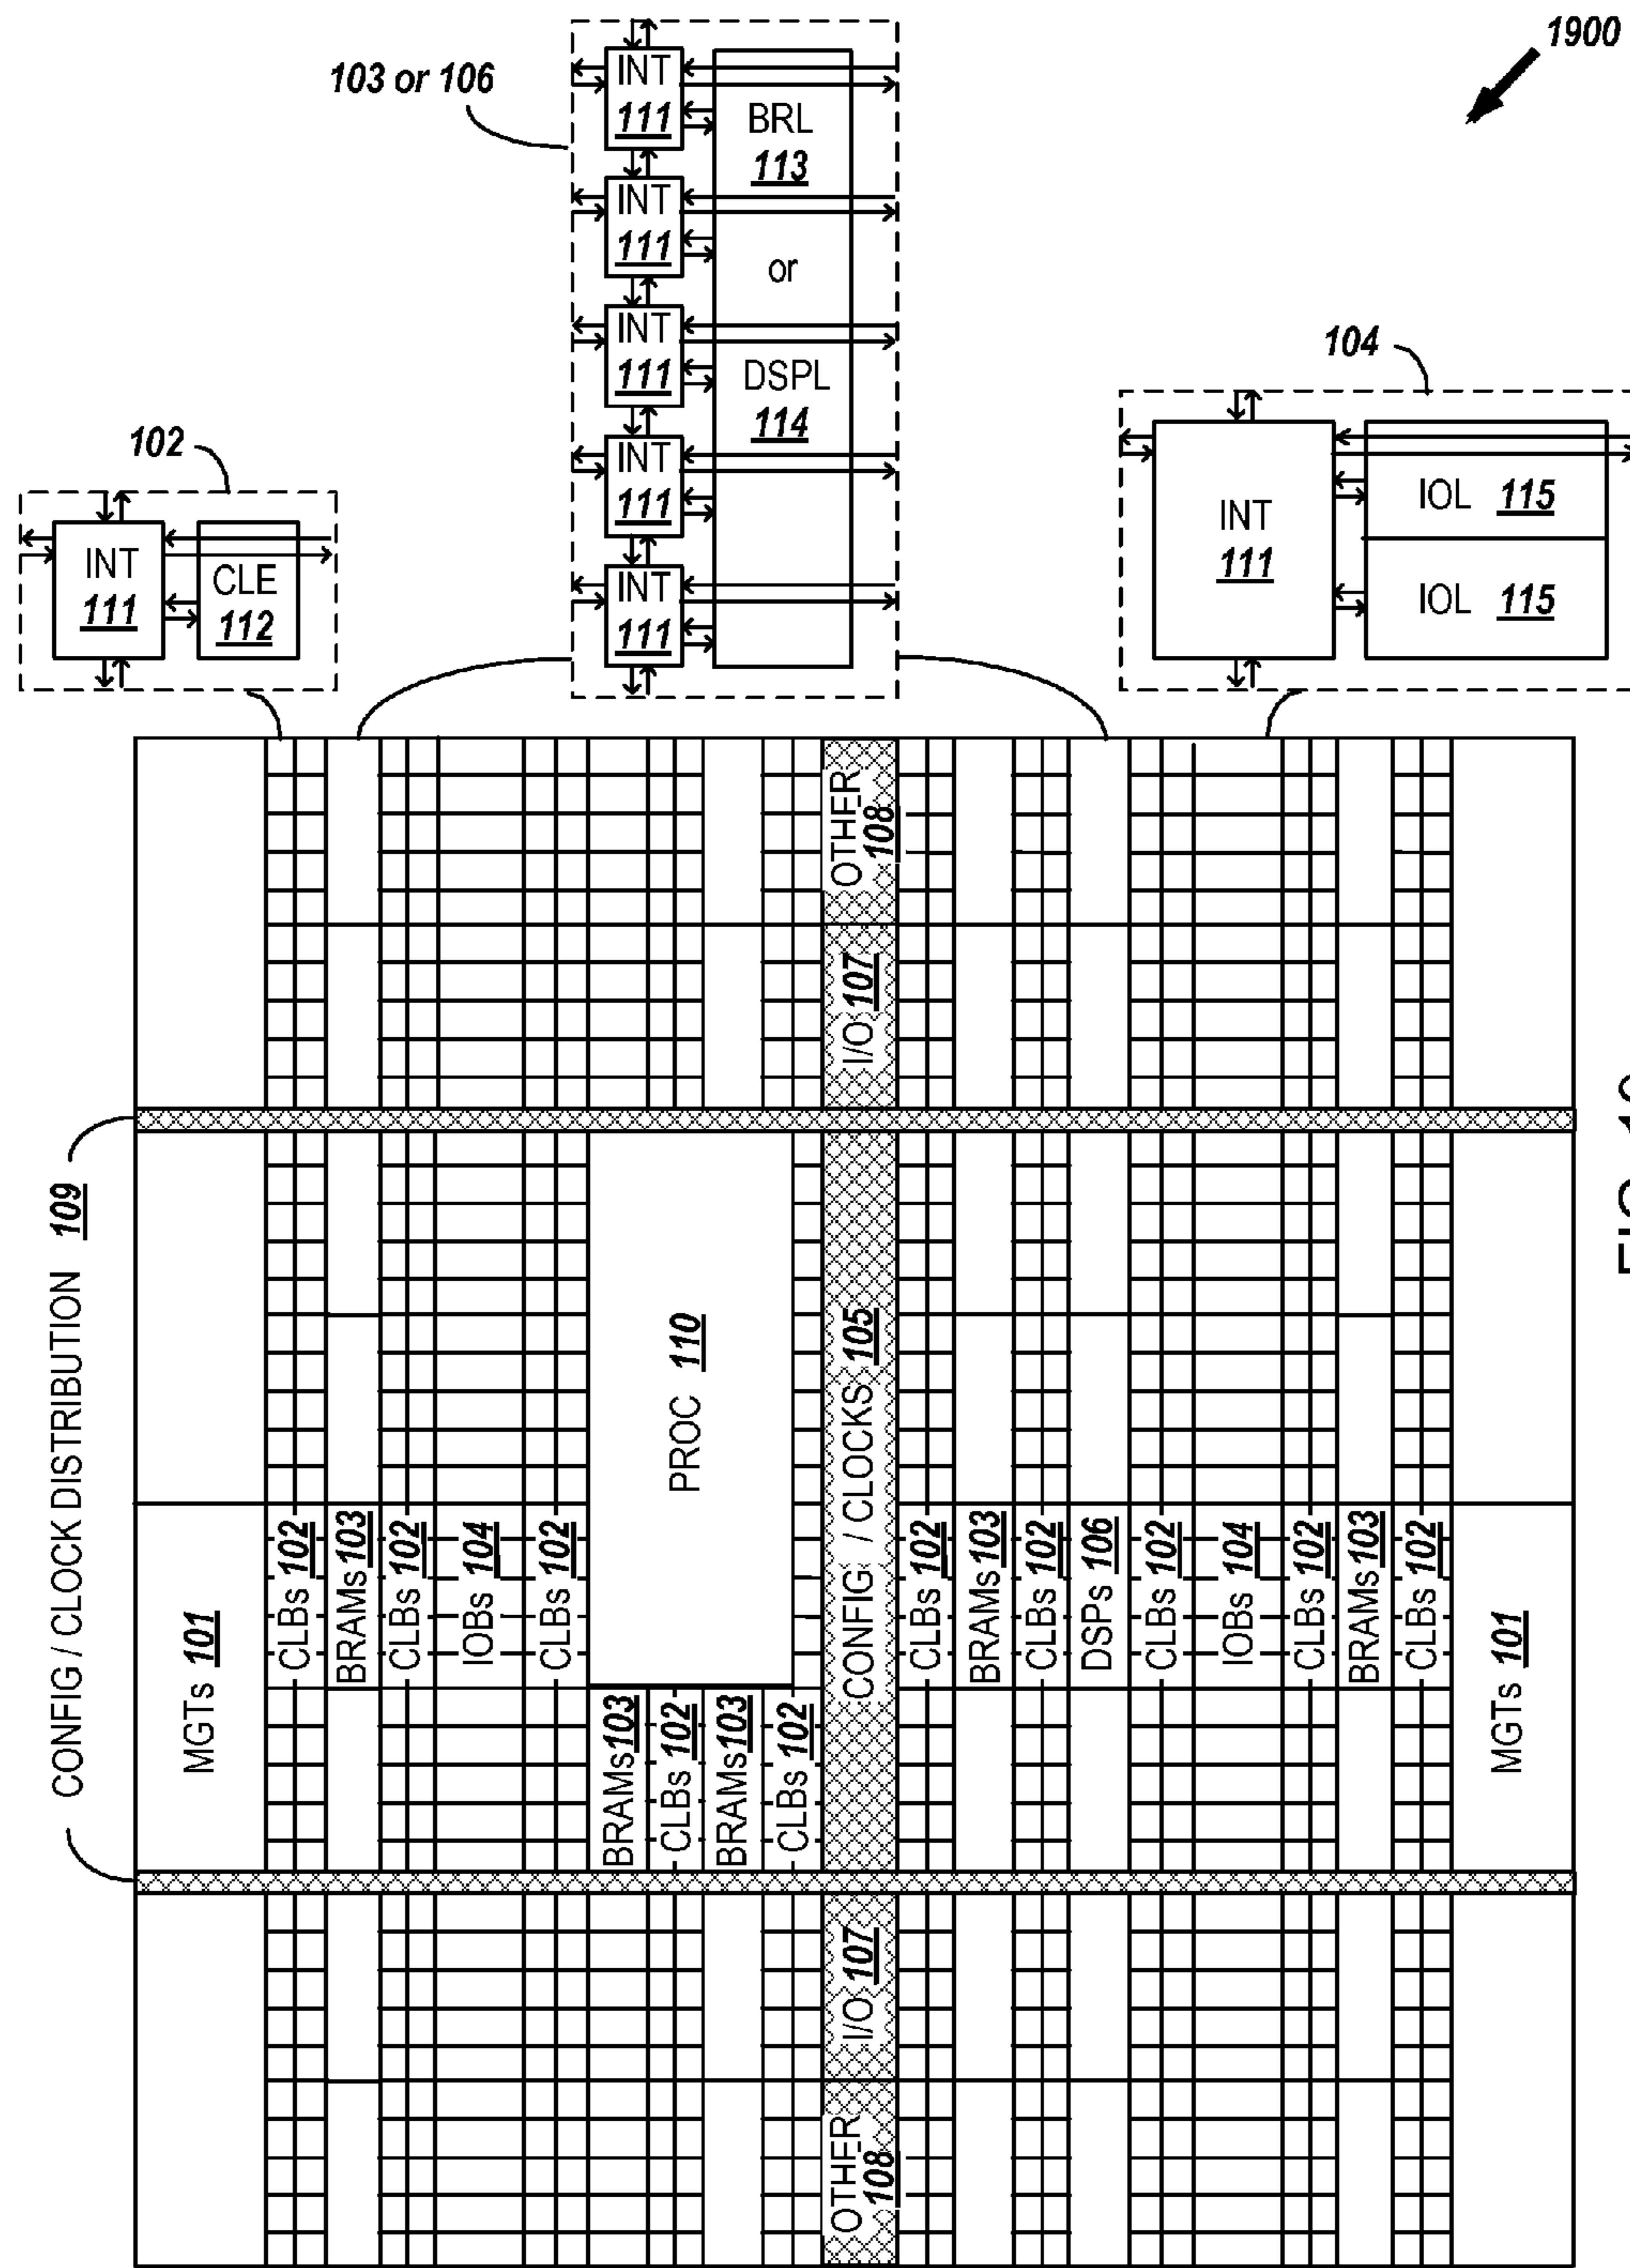 1900
103 or 106
INT
111
INT
111
INT
111
INT
111
INT
111
BRL
113
or
DSPL
114
102
INT
111
CLE
112
104
INT
111
IOL 115
IOL 115
CONFIG / CLOCK DISTRIBUTION 109
OTHER
108
I/O 107
MGTs 101
CLBs 102
BRAMs 103
CLBs 102
IOBs 104
CLBs 102
PROC 110
BRAMs 103
CLBs 102
BRAMs 103
CLBs 102
CONFIG / CLOCKS 105
CLBs 102
BRAMs 103
CLBs 102
DSPs 106
CLBs 102
IOBs 104
CLBs 102
BRAMs 103
CLBs 102
MGTs 101
I/O 107
OTHER
108